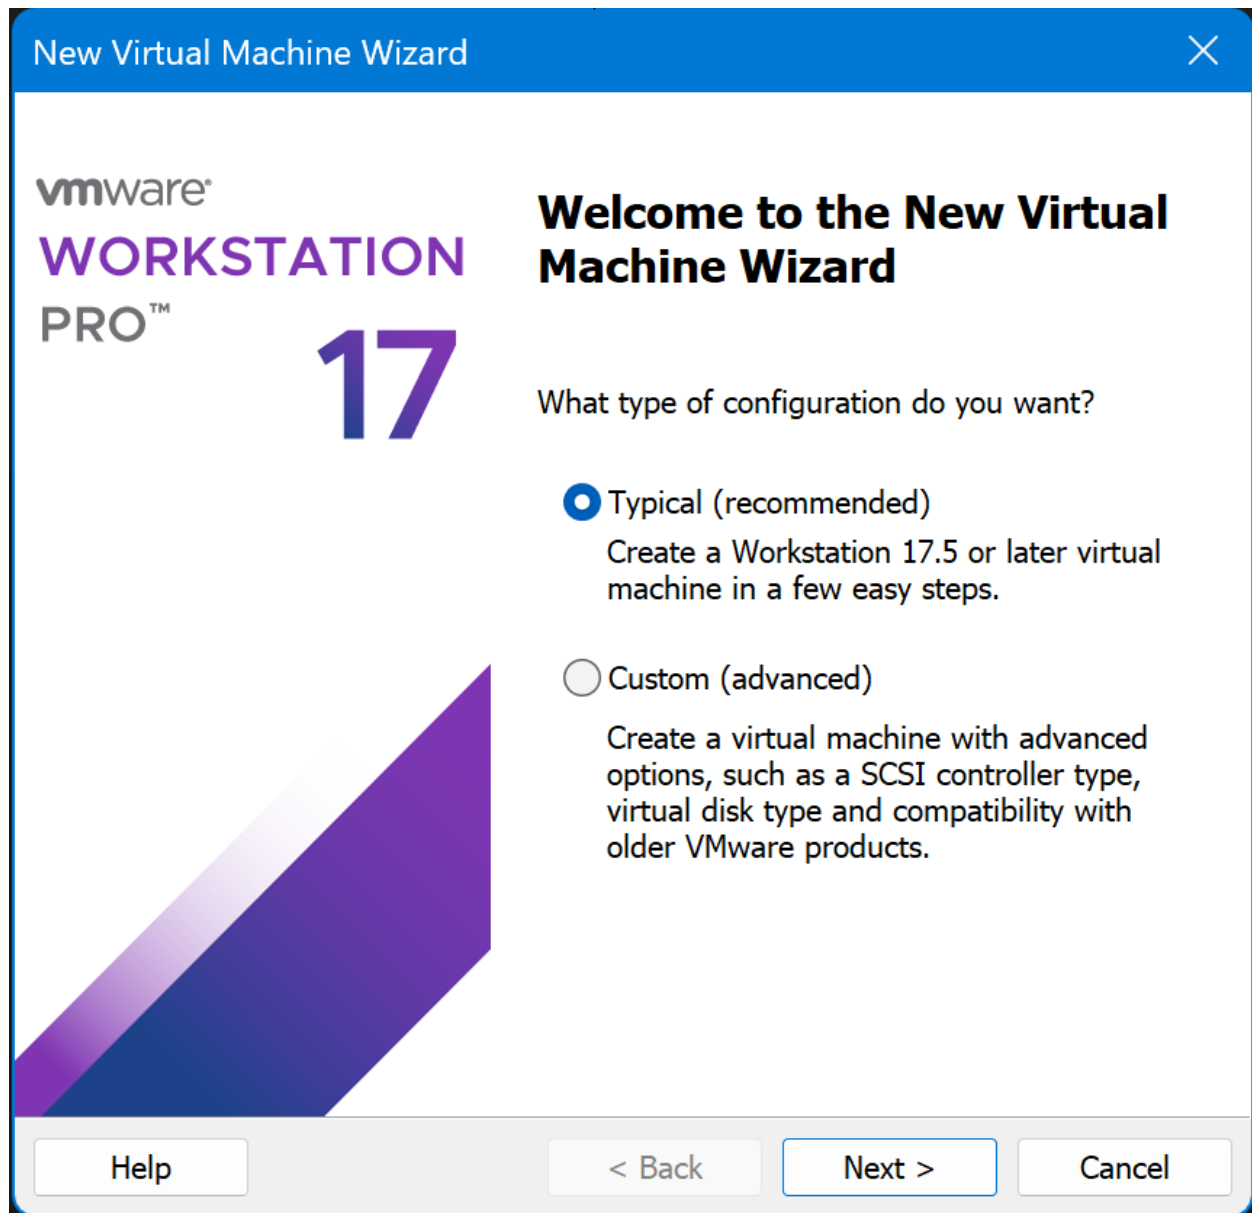 New Virtual Machine Wizard
vmware®
WORKSTATION
PRO™
17
Welcome to the New Virtual
Machine Wizard
What type of configuration do you want?
Typical (recommended)
Create a Workstation 17.5 or later virtual
machine in a few easy steps.
Custom (advanced)
Create a virtual machine with advanced
options, such as a SCSI controller type,
virtual disk type and compatibility with
older VMware products.
Help
< Back
Next >
Cancel